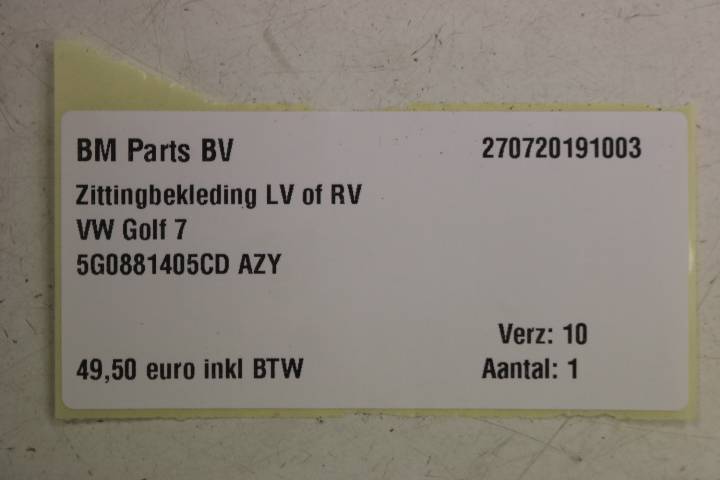 BM Parts BV 270720191003
Zittingbekleding LV of RV
VW Golf 7
5G0881405CD AZY
Verz: 10
49,50 euro inkl BTW Aantal: 1